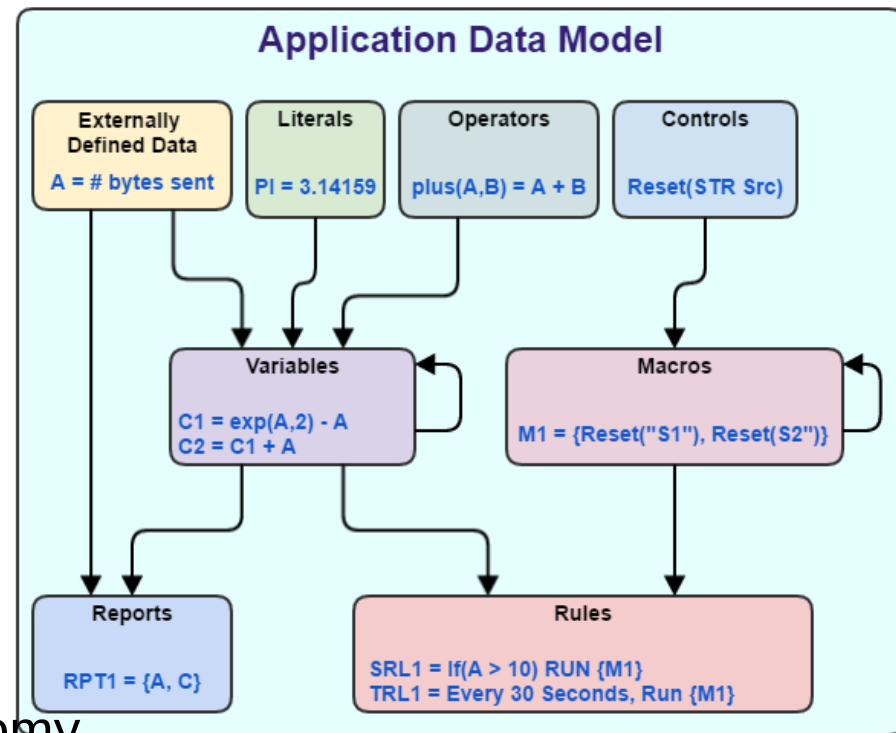 Application Data Model
Externally
Defined Data
A = # bytes sent
Literals
PI = 3.14159
Operators
plus(A,B) = A + B
Controls
Reset(STR Src)
Variables
C1 = exp(A,2) - A
C2 = C1 + A
Macros
M1 = {Reset("S1"), Reset(S2")}
Reports
RPT1 = {A, C}
Rules
SRL1 = If(A > 10) RUN {M1}
TRL1 = Every 30 Seconds, Run {M1}